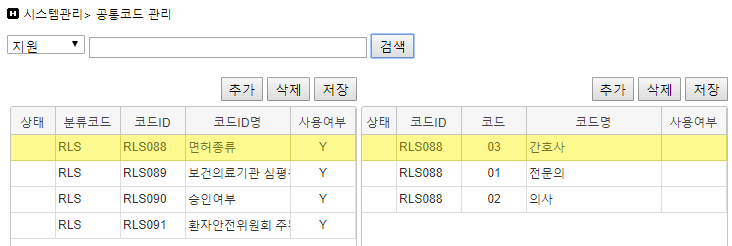 시스템관리> 공통코드 관리
지원 검색
추가 삭제 저장 추가 삭제 저장
상태 분류코드 코드ID 코드ID명 사용여부 상태 코드ID 코드 코드명 사용여부
RLS RLS088 면허종류 Y RLS088 03 간호사
RLS RLS089 보건의료기관 심평 Y RLS088 01 전문의
RLS RLS090 승인여부 Y RLS088 02 의사
RLS RLS091 환자안전위원회 주 Y